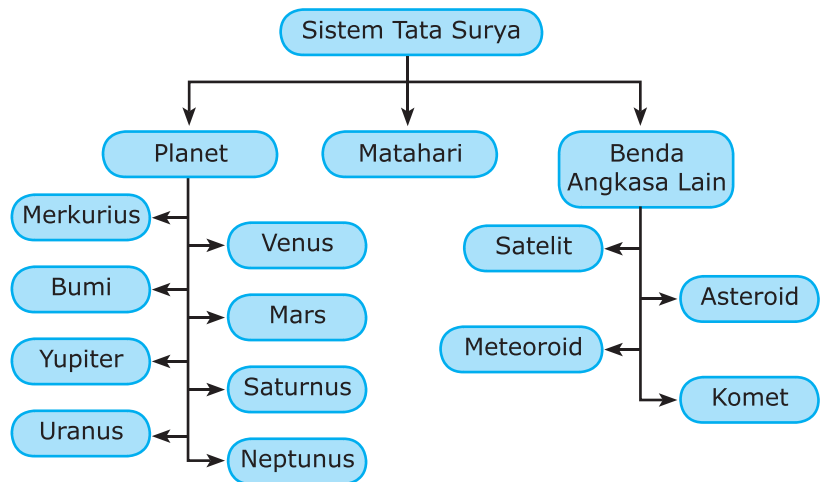 Sistem Tata Surya
Planet
Matahari
Benda
Angkasa Lain
Merkurius
Venus
Bumi
Mars
Yupiter
Saturnus
Uranus
Neptunus
Satelit
Asteroid
Meteoroid
Komet